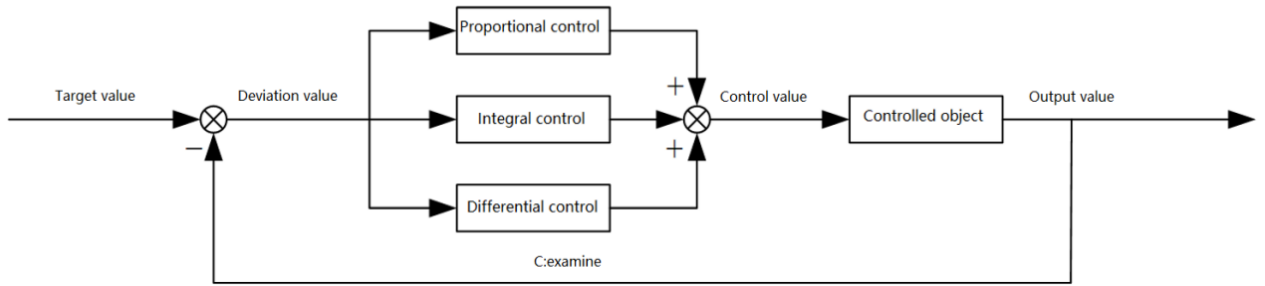 Proportional control
Target value
Deviation value
+
Integral control
Control value
Controlled object
Output value
−
+
Differential control
C:examine